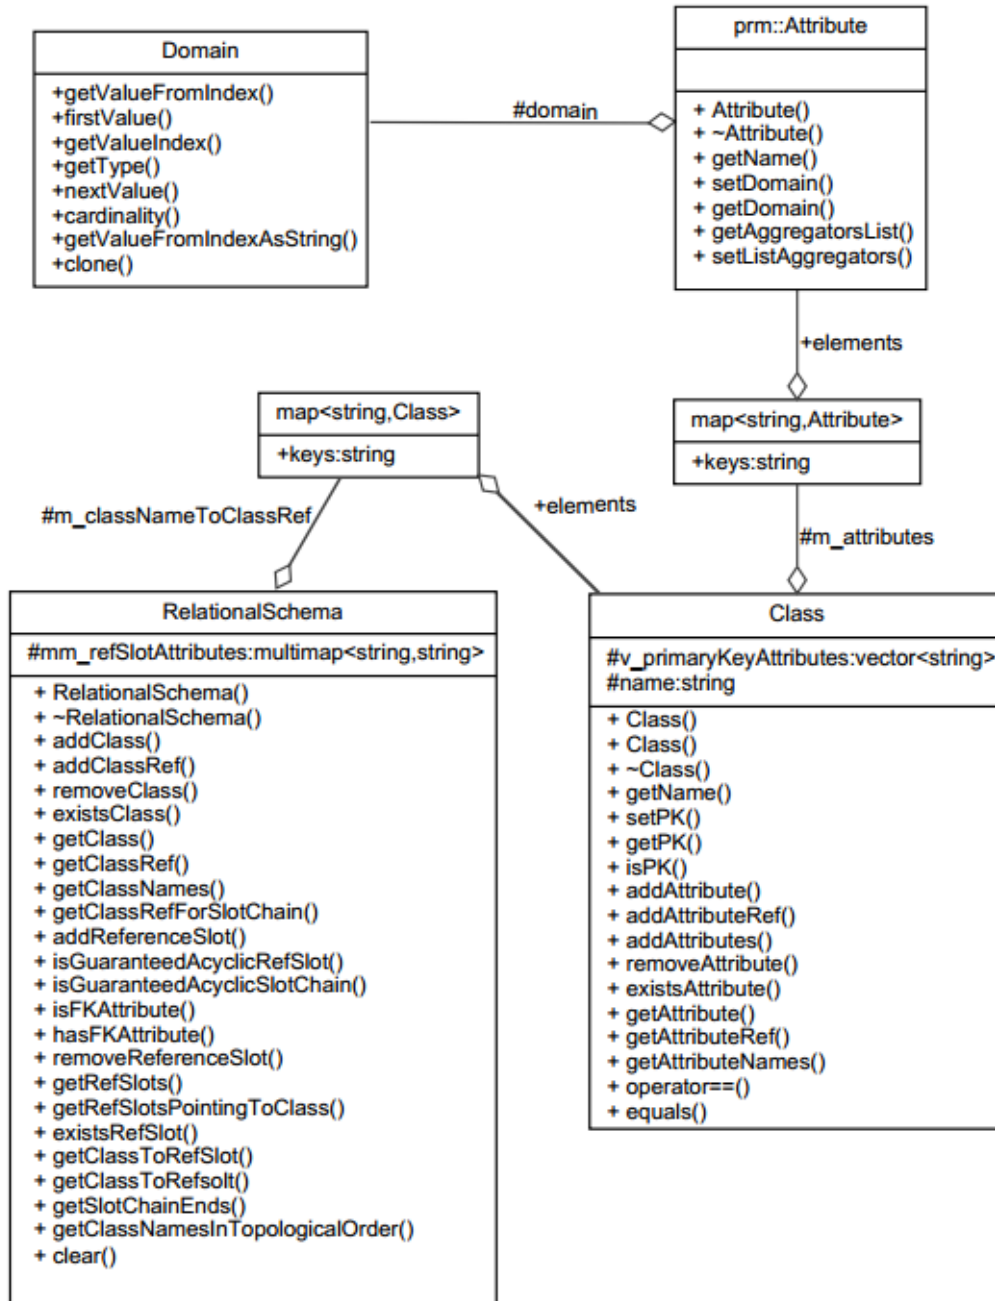 Domain
+getValueFromIndex()
+firstValue()
+getValueIndex()
+getType()
+nextValue()
+cardinality()
+getValueFromIndexAsString()
+clone()
#domain
prm::Attribute
+ Attribute()
+ ~Attribute()
+ getName()
+ setDomain()
+ getDomain()
+ getAggregatorsList()
+ setListAggregators()
+elements
map<string,Class>
+keys:string
map<string,Attribute>
+keys:string
#m_classNameToClassRef
+elements
#m_attributes
RelationalSchema
#mm_refSlotAttributes:multimap<string,string>
+ RelationalSchema()
+ ~RelationalSchema()
+ addClass()
+ addClassRef()
+ removeClass()
+ existsClass()
+ getClass()
+ getClassRef()
+ getClassNames()
+ getClassRefForSlotChain()
+ addReferenceSlot()
+ isGuaranteedAcyclicRefSlot()
+ isGuaranteedAcyclicSlotChain()
+ isFKAttribute()
+ hasFKAttribute()
+ removeReferenceSlot()
+ getRefSlots()
+ getRefSlotsPointingToClass()
+ existsRefSlot()
+ getClassToRefSlot()
+ getClassToRefsolt()
+ getSlotChainEnds()
+ getClassNamesInTopologicalOrder()
+ clear()
Class
#v_primaryKeyAttributes:vector<string>
#name:string
+ Class()
+ Class()
+ ~Class()
+ getName()
+ setPK()
+ getPK()
+ isPK()
+ addAttribute()
+ addAttributeRef()
+ addAttributes()
+ removeAttribute()
+ existsAttribute()
+ getAttribute()
+ getAttributeRef()
+ getAttributeNames()
+ operator==()
+ equals()